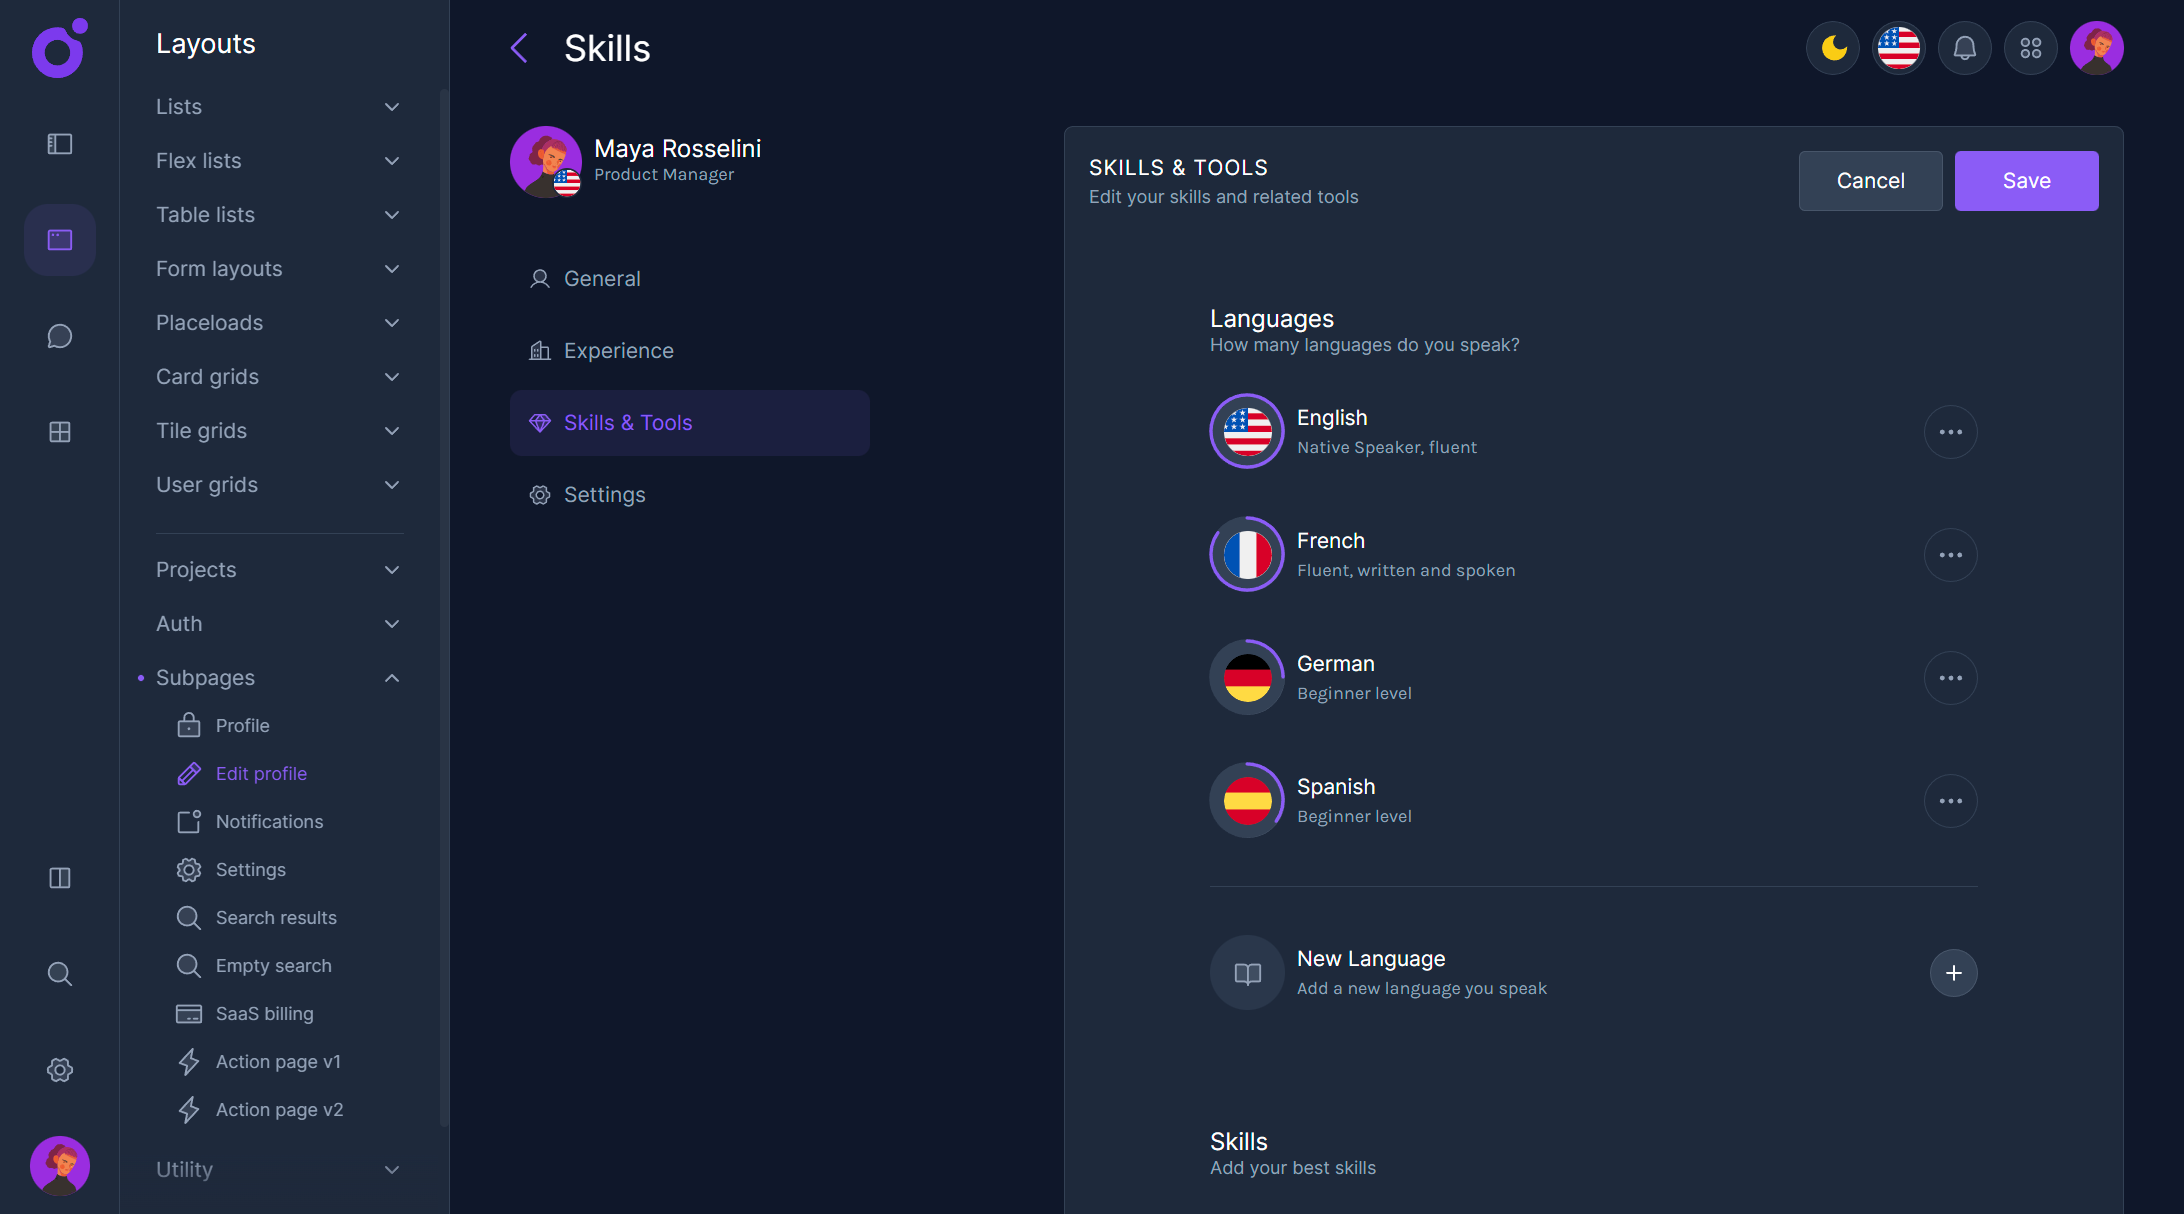 Layouts
Lists
Flex lists
Table lists
Form layouts
Placeloads
Card grids
Tile grids
User grids
Projects
Auth
Subpages
Profile
Edit profile
Notifications
Settings
Search results
Empty search
SaaS billing
Action page v1
Action page v2
Utility
Skills
Maya Rosselini
Product Manager
General
Experience
Skills & Tools
Settings
SKILLS & TOOLS
Edit your skills and related tools
Cancel
Save
Languages
How many languages do you speak?
English
Native Speaker, fluent
French
Fluent, written and spoken
German
Beginner level
Spanish
Beginner level
New Language
Add a new language you speak
Skills
Add your best skills